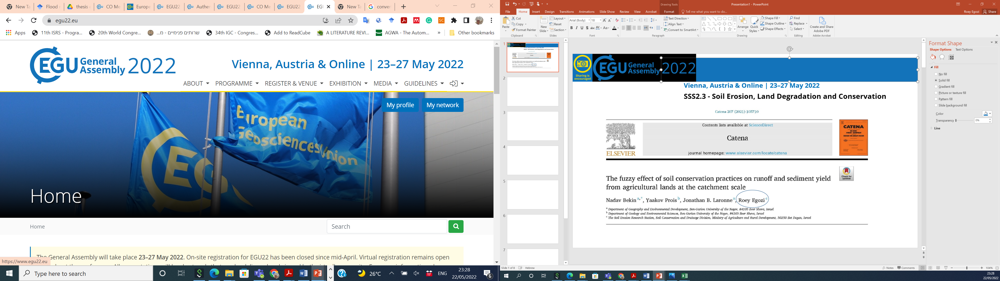 New Ta
Flood
thesis
CO Me
Europe
EGU22
Auther
EGU22
CO Me
EGU22
EGU
New Ta
conver
egu22.eu
Apps
11th ISRS - Progra...
20th World Congre...
שרותים פנימיים - מ...
34th IGC - Congres...
Add to ReadCube
A LITERATURE REVI...
AGWA - The Autom...
»
Other bookmarks
EGU General Assembly 2022
Vienna, Austria & Online | 23–27 May 2022
ABOUT PROGRAMME REGISTER & VENUE EXHIBITION MEDIA GUIDELINES
My profile My network
European
Geosciences Union
EG
Home
Home
Search
The General Assembly will take place 23–27 May 2022. On-site registration for EGU22 has been closed since mid-April. Virtual registration remains open
https://www.egu22.eu
Type here to search
26°C
17
ENG
23:28
22/05/2022
6
Drawing Tools
Presentation1 - PowerPoint
File Home Insert Design Transitions Animations Slide Show Review View Acrobat Format Tell me what you want to do...
Roey Egozi Share
Paste
Cut
Copy
Format Painter
Clipboard
New Slide
Layout
Reset
Section
Slides
Arial (Body) 18
B I U S abc AV Aa A
Font
Text Direction
Align Text
Convert to SmartArt
Paragraph
Arrange
Quick Styles
Shape Fill
Shape Outline
Shape Effects
Drawing
Find
Replace
Select
Editing
Create and Share Adobe PDF
Adobe Acrobat
1
2
3
4
5
6
7
Sharing is
encouraged
EGU General Assembly 2022
Vienna, Austria & Online | 23–27 May 2022
SSS2.3 - Soil Erosion, Land Degradation and Conservation
Catena 207 (2021) 105710
Contents lists available at ScienceDirect
Catena
journal homepage: www.elsevier.com/locate/catena
ELSEVIER
CATENA
Check for
updates
The fuzzy effect of soil conservation practices on runoff and sediment yield
from agricultural lands at the catchment scale
Nadav Bekin a,*, Yaakov Prois b, Jonathan B. Laronne a, Roey Egozi c
a Department of Geography and Environmental Development, Ben-Gurion University of the Negev, 84105 Beer Sheva, Israel
b Department of Geology and Environmental Sciences, Ben Gurion University of the Negev, 84105 Beer Sheva, Israel
c The Soil Erosion Research Station, Soil Conservation and Drainage Division, Ministry of Agriculture and Rural Development, 50250 Bet Dagan, Israel
Format Shape
Shape Options Text Options
Fill
No fill
Solid fill
Gradient fill
Picture or texture fill
Pattern fill
Slide background fill
Color
Transparency 0%
Line
Slide 1 of 8 Hebrew
Notes Comments 104%
23:28
22/05/2022